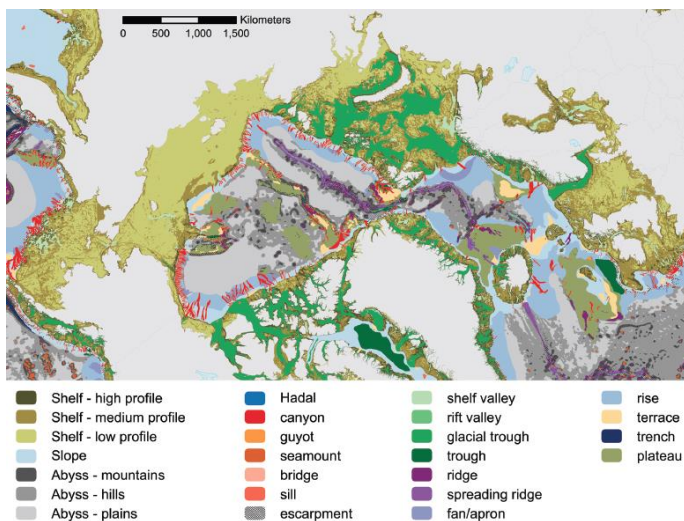 Kilometers
0 500 1,000 1,500
Shelf - high profile
Shelf - medium profile
Shelf - low profile
Slope
Abyss - mountains
Abyss - hills
Abyss - plains
Hadal
canyon
guyot
seamount
bridge
sill
escarpment
shelf valley
rift valley
glacial trough
trough
ridge
spreading ridge
fan/apron
rise
terrace
trench
plateau